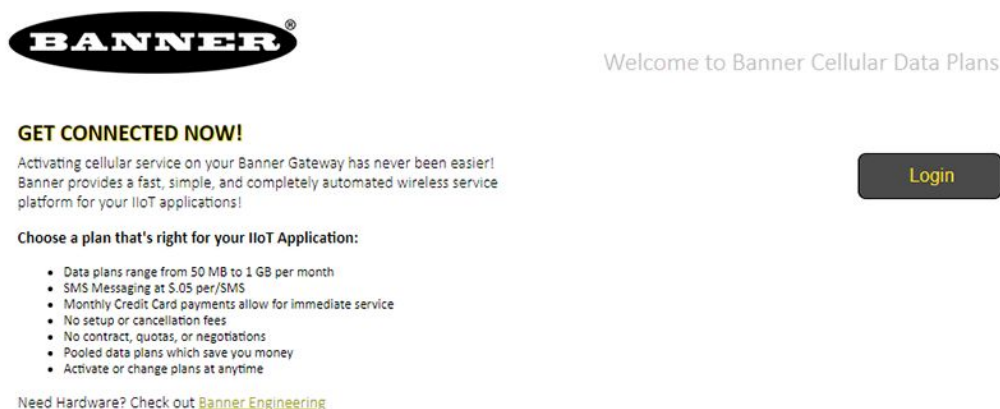 BANNER®
Welcome to Banner Cellular Data Plans
GET CONNECTED NOW!
Activating cellular service on your Banner Gateway has never been easier!
Banner provides a fast, simple, and completely automated wireless service
platform for your IIoT applications!
Login
Choose a plan that's right for your IIoT Application:
• Data plans range from 50 MB to 1 GB per month
• SMS Messaging at $.05 per/SMS
• Monthly Credit Card payments allow for immediate service
• No setup or cancellation fees
• No contract, quotas, or negotiations
• Pooled data plans which save you money
• Activate or change plans at anytime
Need Hardware? Check out Banner Engineering